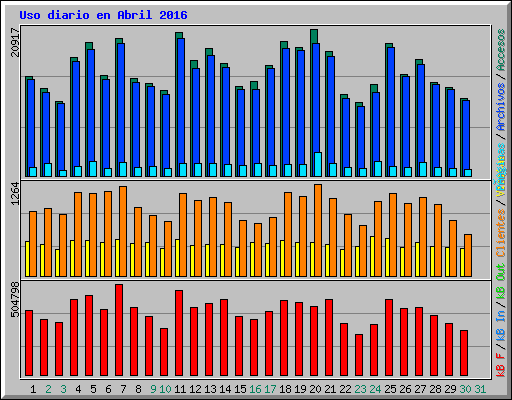 Uso diario en Abril 2016
20917
1264
504798
kB F / kB In / kB Out Clientes / Páginas / Archivos / Accesos
1 2 3 4 5 6 7 8 9 10 11 12 13 14 15 16 17 18 19 20 21 22 23 24 25 26 27 28 29 30 31